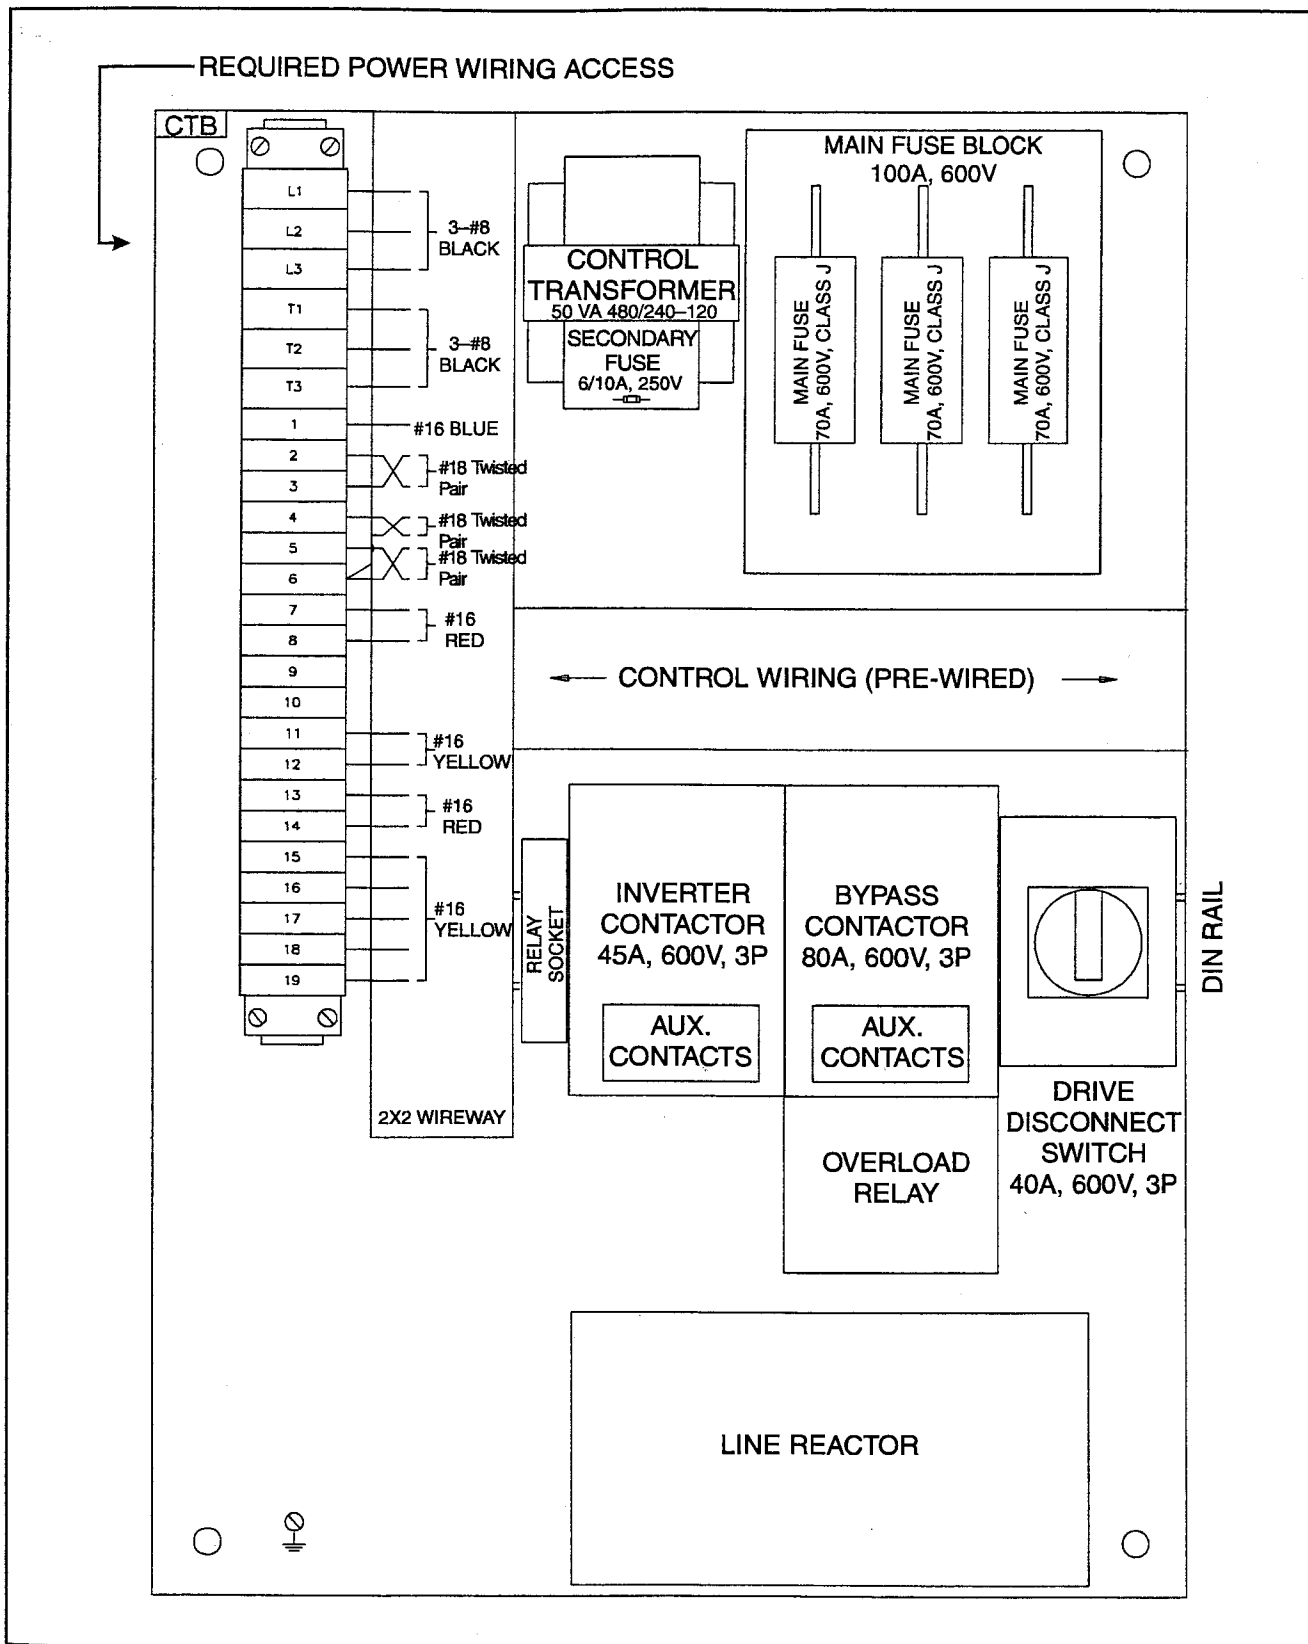 REQUIRED POWER WIRING ACCESS
CTB
L1
L2
L3
T1
T2
T3
1
2
3
4
5
6
7
8
9
10
11
12
13
14
15
16
17
18
19
3–#8
BLACK
3–#8
BLACK
#16 BLUE
#18 Twisted
Pair
#18 Twisted
Pair
#18 Twisted
Pair
#16
RED
#16
YELLOW
#16
RED
#16
YELLOW
2X2 WIREWAY
CONTROL
TRANSFORMER
50 VA 480/240–120
SECONDARY
FUSE
6/10A, 250V
MAIN FUSE BLOCK
100A, 600V
MAIN FUSE
70A, 600V, CLASS J
MAIN FUSE
70A, 600V, CLASS J
MAIN FUSE
70A, 600V, CLASS J
CONTROL WIRING (PRE-WIRED)
RELAY
SOCKET
INVERTER
CONTACTOR
45A, 600V, 3P
AUX.
CONTACTS
BYPASS
CONTACTOR
80A, 600V, 3P
AUX.
CONTACTS
DIN RAIL
DRIVE
DISCONNECT
SWITCH
40A, 600V, 3P
OVERLOAD
RELAY
LINE REACTOR